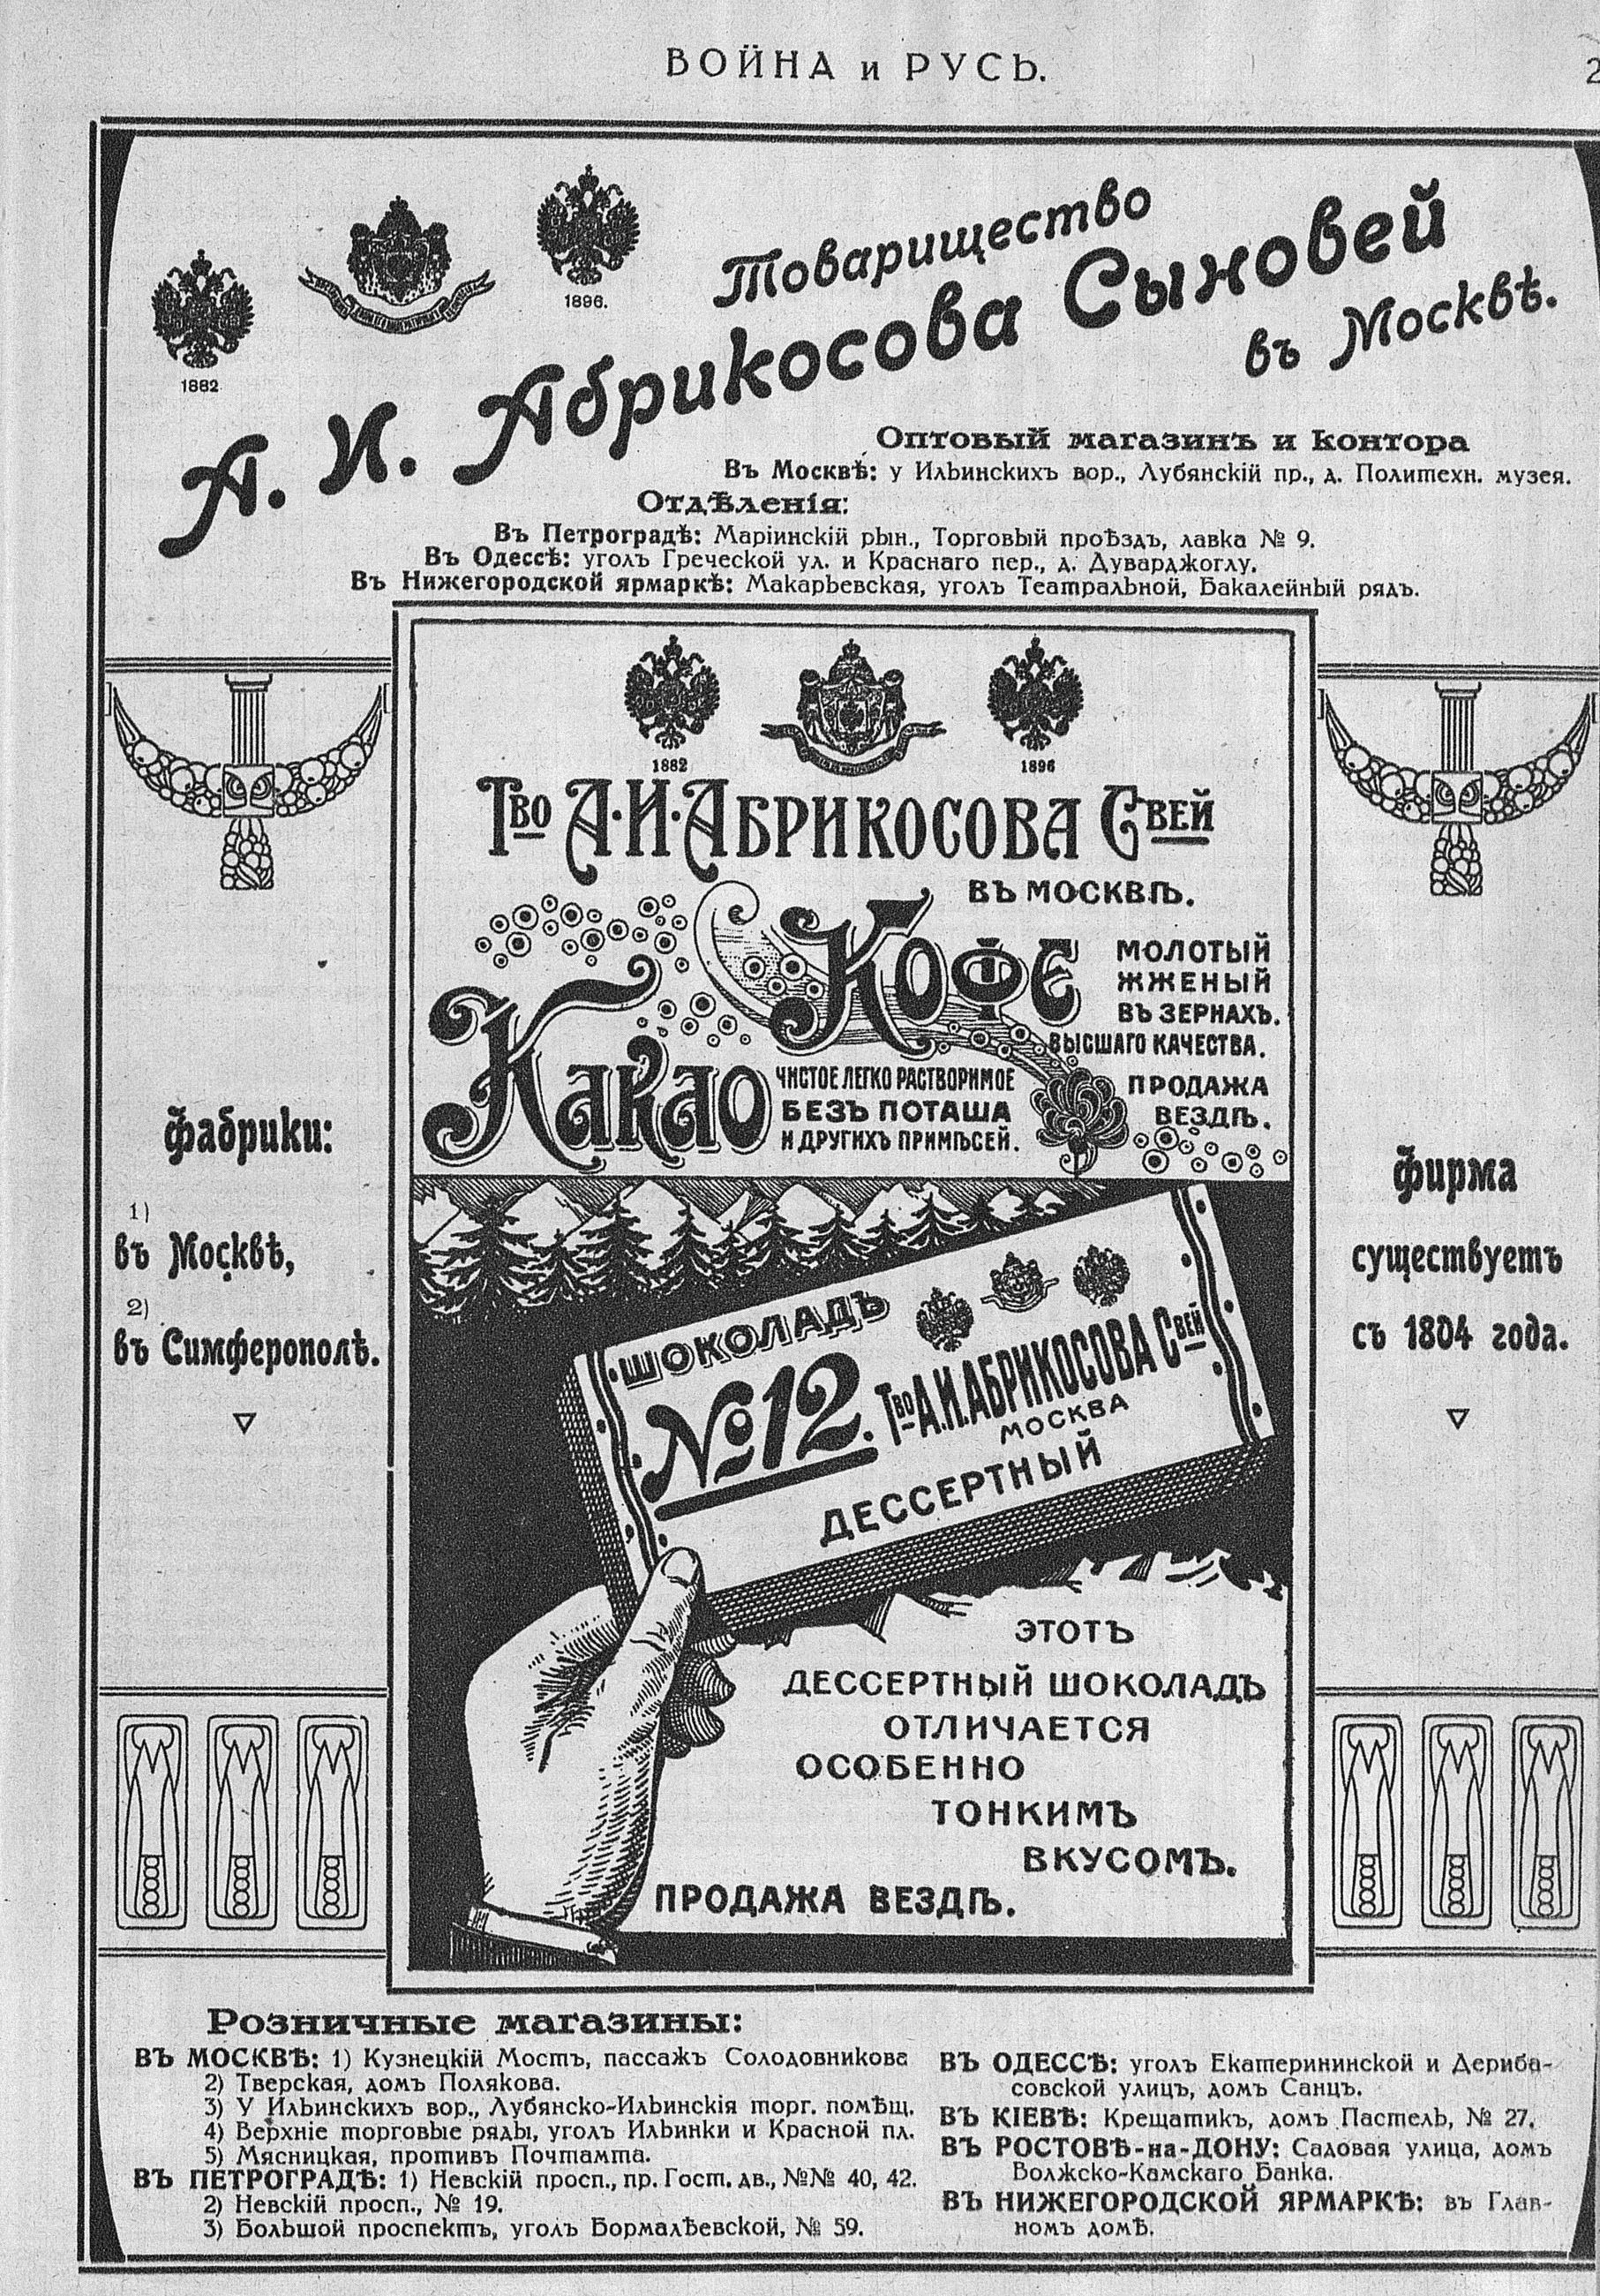 ВОЙНА и РУСЬ.
2
1882
1896.
Товарищество
А. И. Абрикосова Сыновей
въ Москвѣ.
Оптовый магазинъ и контора
Въ Москвѣ: у Ильинскихъ вор., Лубянскій пр., д. Политехн. музея.
Отдѣленія:
Въ Петроградѣ: Маріинскій рын., Торговый проѣздъ, лавка № 9.
Въ Одессѣ: уголъ Греческой ул. и Краснаго пер., д. Дуварджоглу.
Въ Нижегородской ярмаркѣ: Макарьевская, уголъ Театральной, Бакалейный рядъ.
1882
1896
Тво А·И·Абрикосова Свей
въ Москвѣ.
Кофе
молотый
жженый
въ зернахъ.
высшаго качества.
Какао
чистое легко растворимое
безъ поташа
и другихъ примѣсей.
продажа
вездѣ.
Фабрики:
1)
въ Москвѣ,
2)
въ Симферополѣ.
Фирма
существуетъ
съ 1804 года.
ШОКОЛАДЪ
№12.
Тво А.И.АБРИКОСОВА Свей
МОСКВА
ДЕССЕРТНЫЙ
ЭТОТЪ
ДЕССЕРТНЫЙ ШОКОЛАДЪ
ОТЛИЧАЕТСЯ
ОСОБЕННО
ТОНКИМЪ
ВКУСОМЪ.
ПРОДАЖА ВЕЗДѢ.
Розничные магазины:
ВЪ МОСКВѢ: 1) Кузнецкій Мостъ, пассажъ Солодовникова
2) Тверская, домъ Полякова.
3) У Ильинскихъ вор., Лубянско-Ильинскія торг. помѣщ.
4) Верхніе торговые ряды, уголъ Ильинки и Красной пл.
5) Мясницкая, противъ Почтамта.
ВЪ ПЕТРОГРАДѢ: 1) Невскій просп., пр. Гост. дв., №№ 40, 42.
2) Невскій просп., № 19.
3) Большой проспектъ, уголъ Бормалѣевской, № 59.
ВЪ ОДЕССѢ: уголъ Екатерининской и Дериба-
совской улицъ, домъ Санцъ.
ВЪ КІЕВѢ: Крещатикъ, домъ Пастель, № 27.
ВЪ РОСТОВѢ-на-ДОНУ: Садовая улица, домъ
Волжско-Камскаго Банка.
ВЪ НИЖЕГОРОДСКОЙ ЯРМАРКѢ: въ Глав-
номъ домѣ.